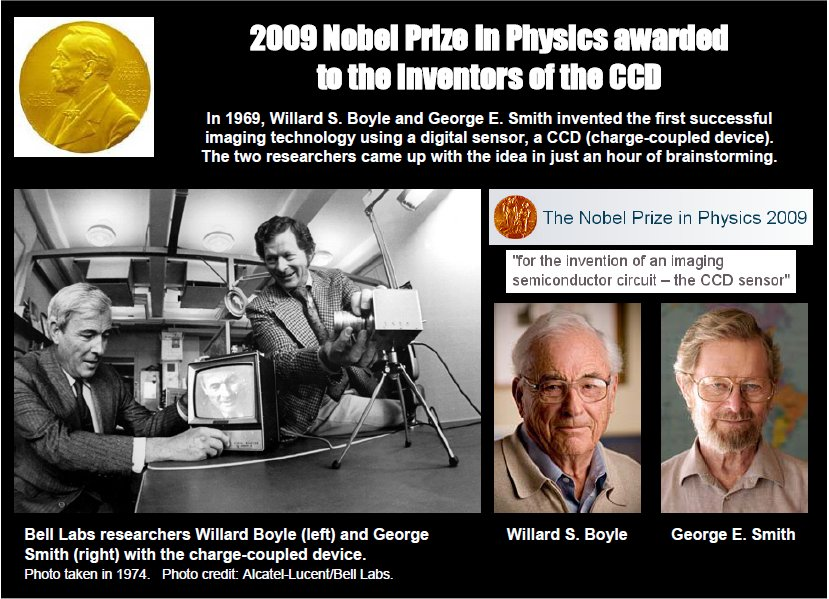 2009 Nobel Prize in Physics awarded
to the inventors of the CCD
In 1969, Willard S. Boyle and George E. Smith invented the first successful
imaging technology using a digital sensor, a CCD (charge-coupled device).
The two researchers came up with the idea in just an hour of brainstorming.
The Nobel Prize in Physics 2009
"for the invention of an imaging
semiconductor circuit – the CCD sensor"
Bell Labs researchers Willard Boyle (left) and George
Smith (right) with the charge-coupled device.
Photo taken in 1974. Photo credit: Alcatel-Lucent/Bell Labs.
Willard S. Boyle
George E. Smith